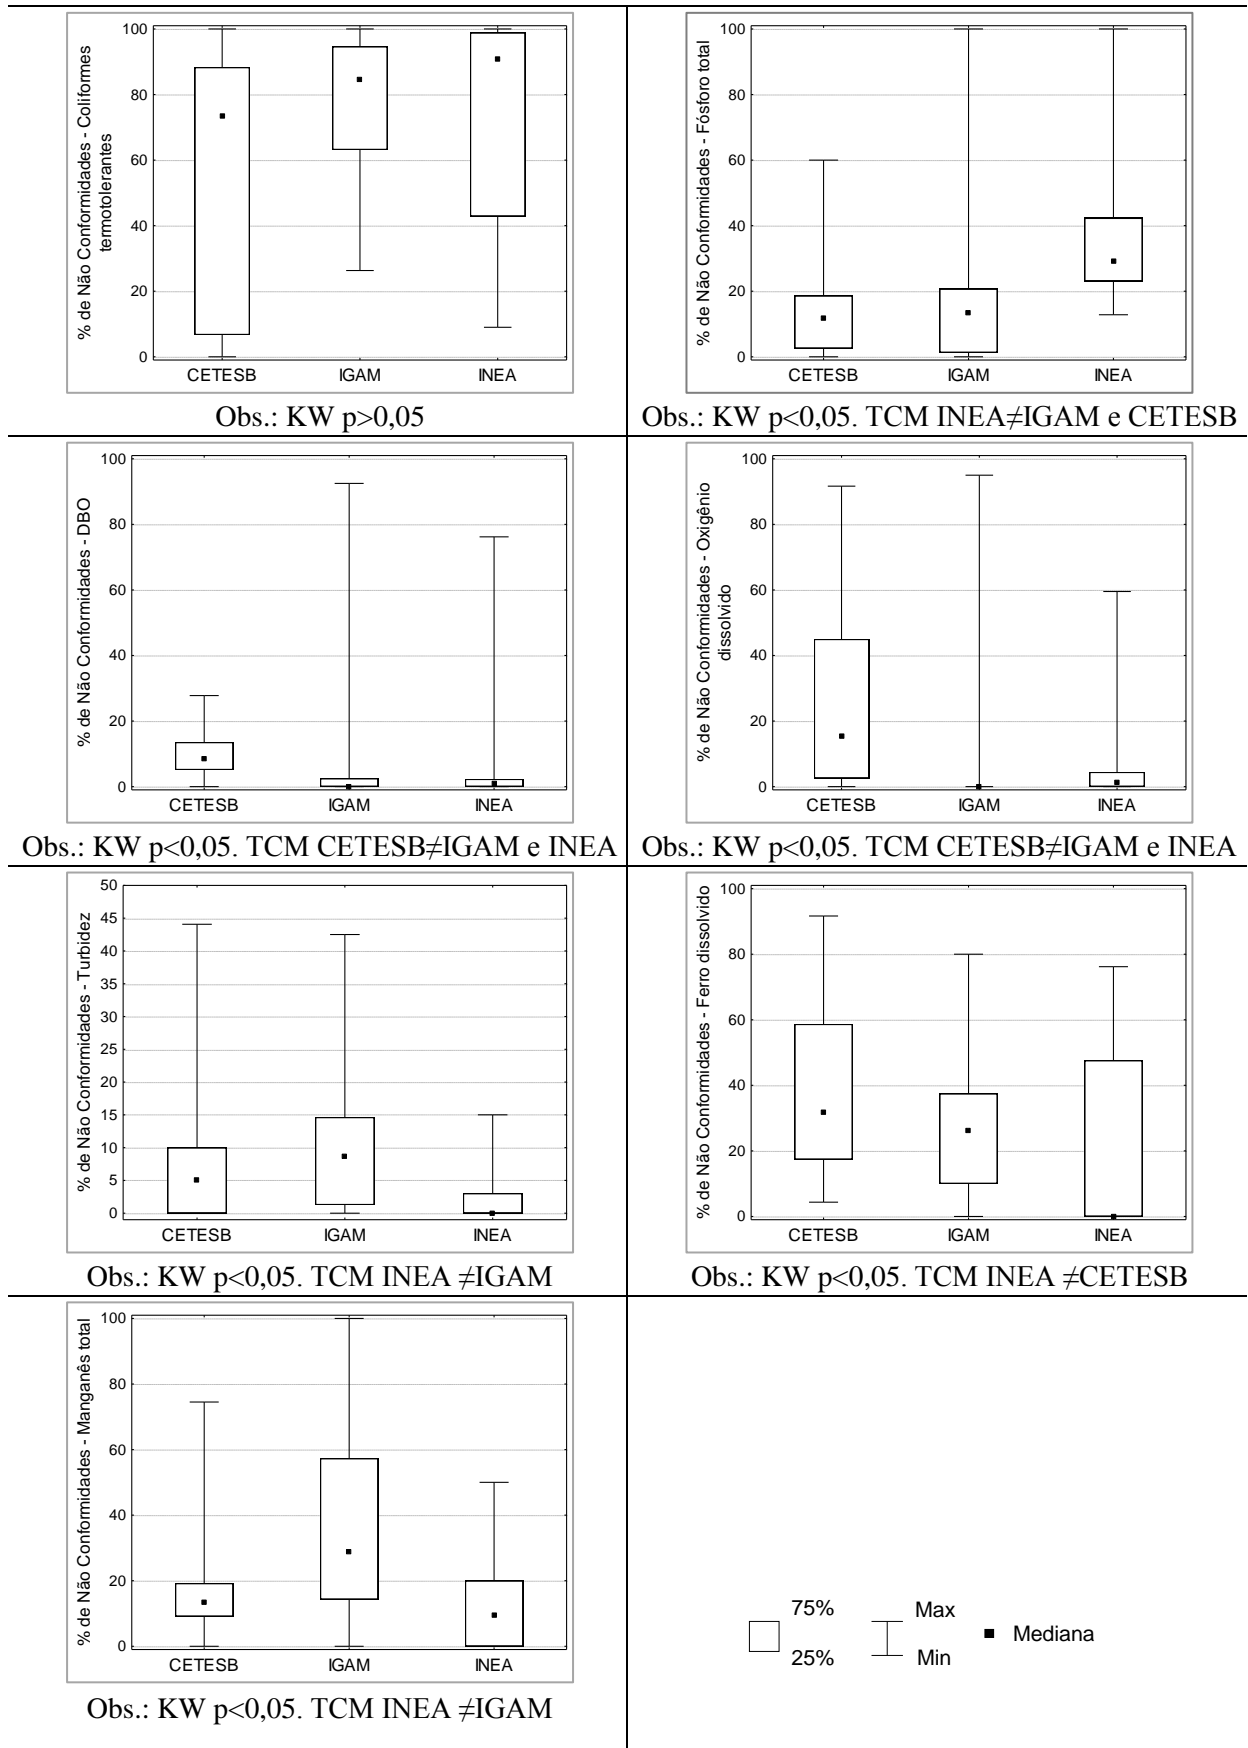 % de Não Conformidades - Coliformes
termotolerantes
100
80
60
40
20
0
CETESB IGAM INEA
Obs.: KW p>0,05
% de Não Conformidades - Fósforo total
100
80
60
40
20
0
CETESB IGAM INEA
Obs.: KW p<0,05. TCM INEA≠IGAM e CETESB
% de Não Conformidades - DBO
100
80
60
40
20
0
CETESB IGAM INEA
Obs.: KW p<0,05. TCM CETESB≠IGAM e INEA
% de Não Conformidades - Oxigênio
dissolvido
100
80
60
40
20
0
CETESB IGAM INEA
Obs.: KW p<0,05. TCM CETESB≠IGAM e INEA
% de Não Conformidades - Turbidez
50
45
40
35
30
25
20
15
10
5
0
CETESB IGAM INEA
Obs.: KW p<0,05. TCM INEA ≠IGAM
% de Não Conformidades - Ferro dissolvido
100
80
60
40
20
0
CETESB IGAM INEA
Obs.: KW p<0,05. TCM INEA ≠CETESB
% de Não Conformidades - Manganês total
100
80
60
40
20
0
CETESB IGAM INEA
Obs.: KW p<0,05. TCM INEA ≠IGAM
75% Max
Mediana
25% Min